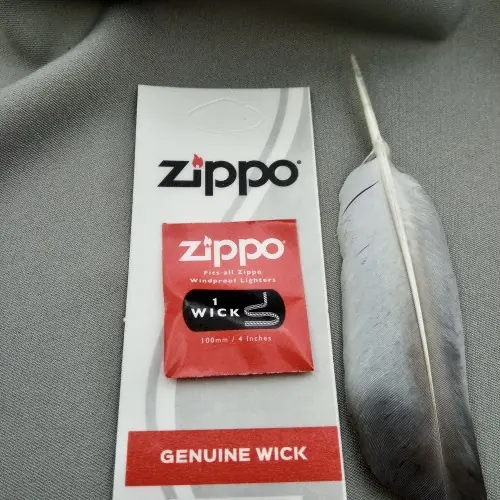 zippo
zippo
Fits all Zippo
Windproof Lighters
1
WICK
100mm / 4 Inches
GENUINE WICK